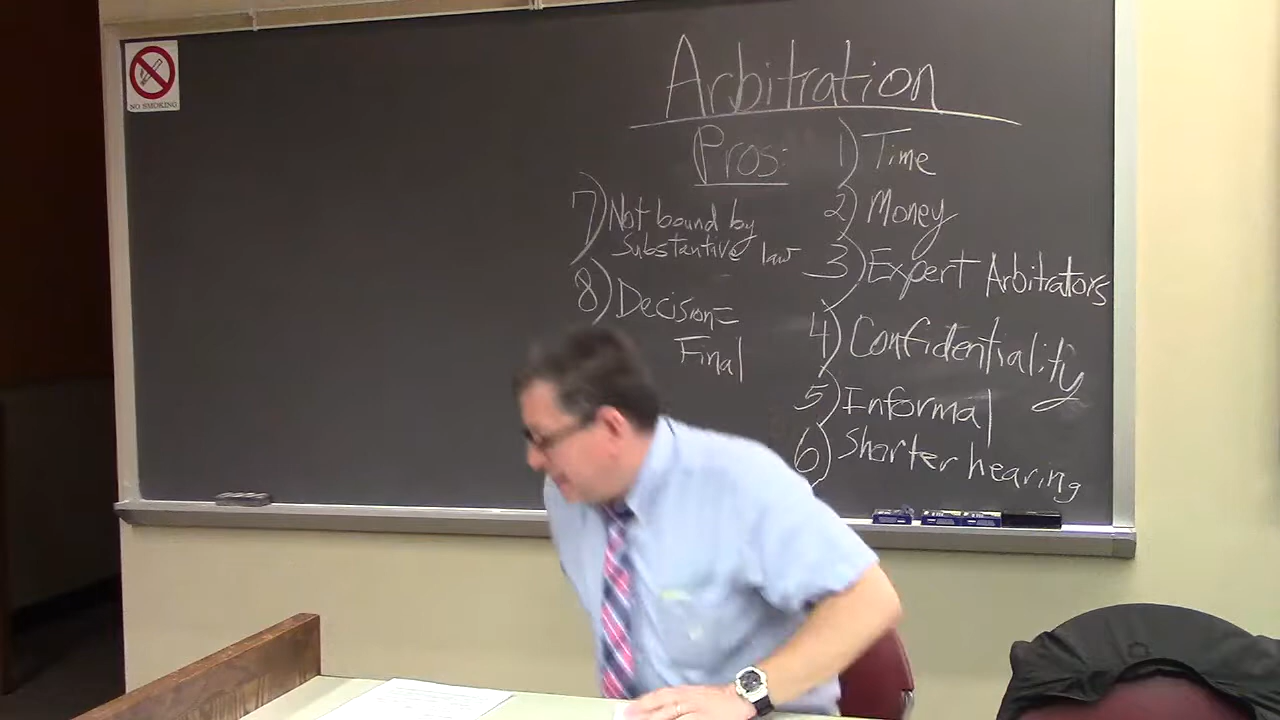 NO SMOKING
Arbitration
Pros:
1) Time
2) Money
3) Expert Arbitrators
4) Confidentiality
5) Informal
6) Shorter hearing
7) Not bound by
Substantive law
8) Decision=
Final